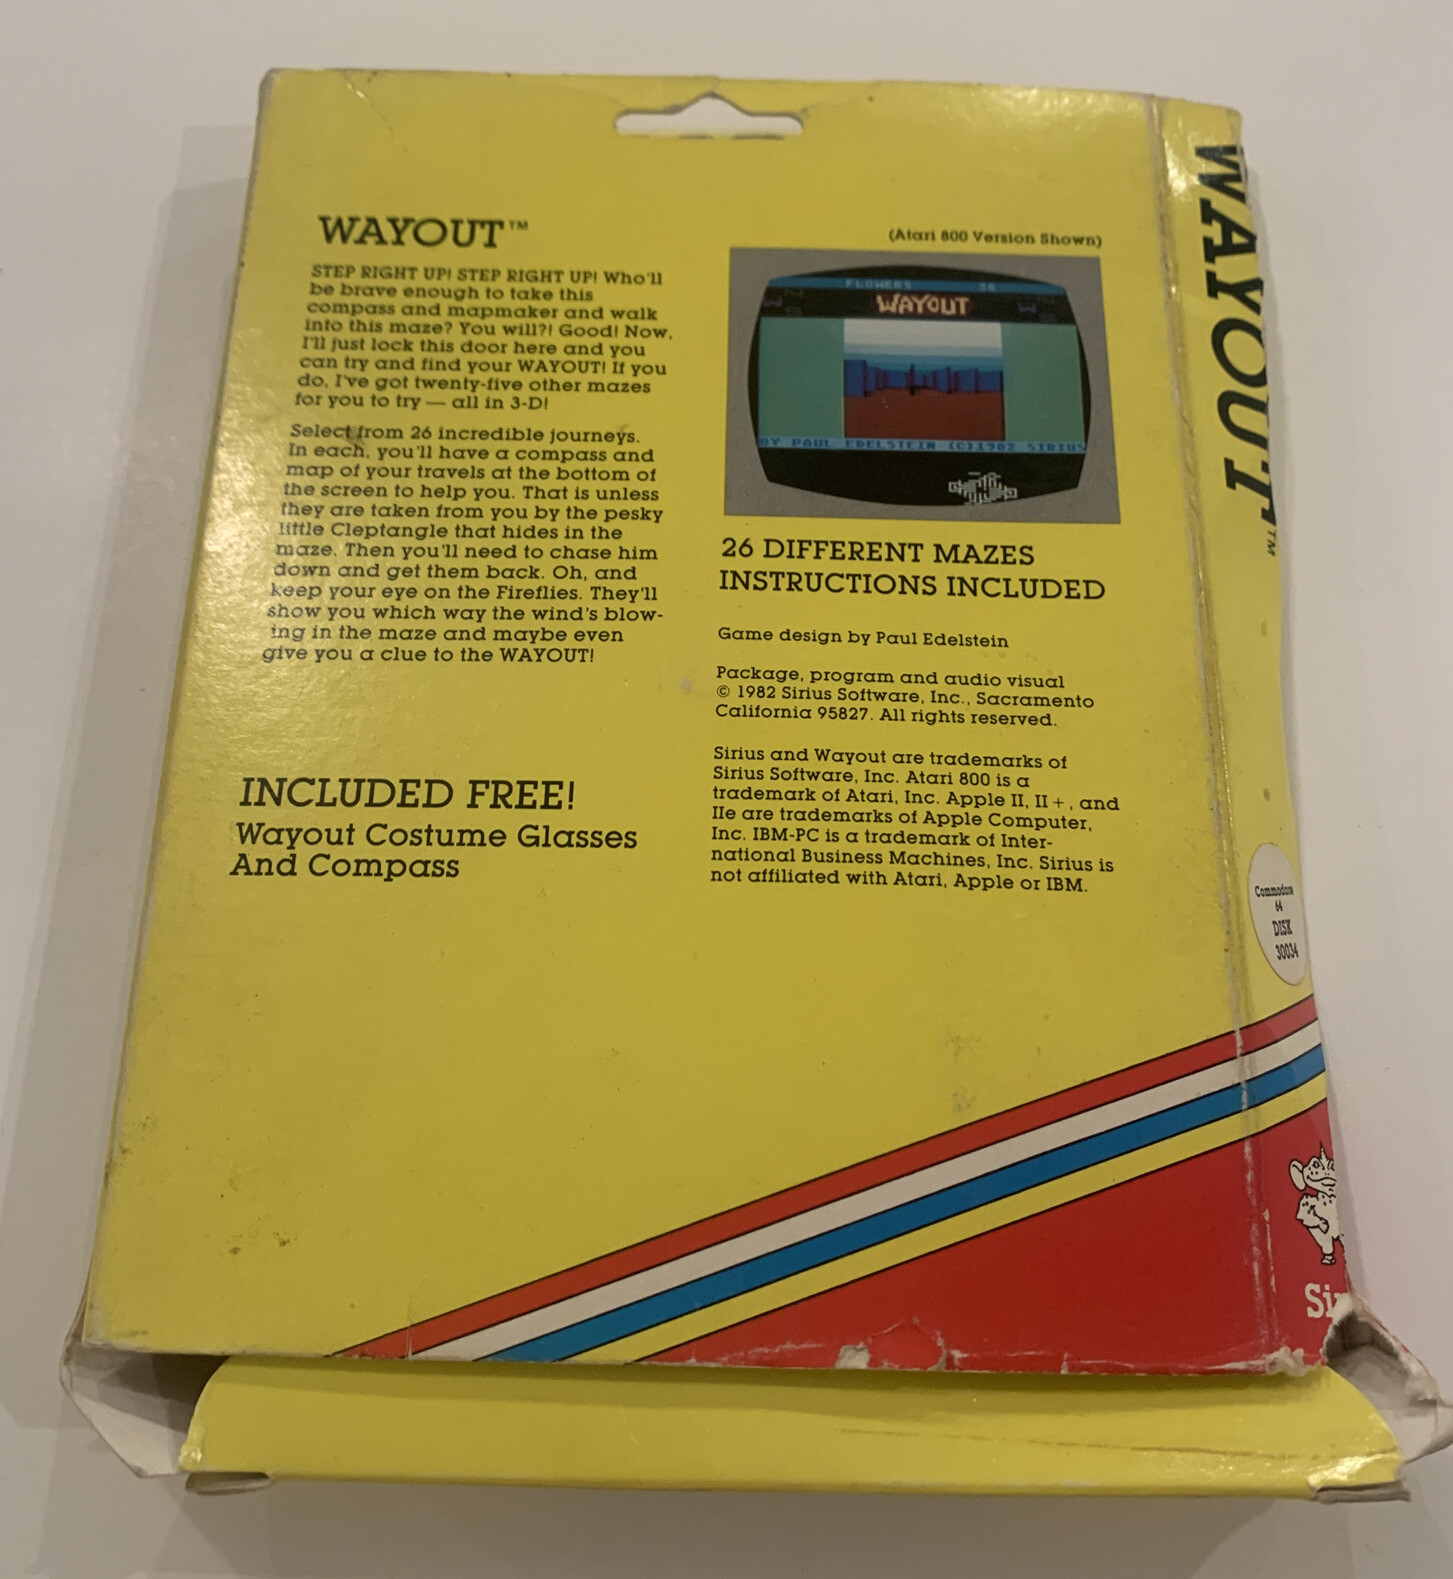 WAYOUT™
STEP RIGHT UP! STEP RIGHT UP! Who'll
be brave enough to take this
compass and mapmaker and walk
into this maze? You will?! Good! Now,
I'll just lock this door here and you
can try and find your WAYOUT! If you
do, I've got twenty-five other mazes
for you to try — all in 3-D!
Select from 26 incredible journeys.
In each, you'll have a compass and
map of your travels at the bottom of
the screen to help you. That is unless
they are taken from you by the pesky
little Cleptangle that hides in the
maze. Then you'll need to chase him
down and get them back. Oh, and
keep your eye on the Fireflies. They'll
show you which way the wind's blow-
ing in the maze and maybe even
give you a clue to the WAYOUT!
INCLUDED FREE!
Wayout Costume Glasses
And Compass
(Atari 800 Version Shown)
FLOWERS
WAYOUT
BY PAUL EDELSTEIN (C)1982 SIRIUS
26 DIFFERENT MAZES
INSTRUCTIONS INCLUDED
Game design by Paul Edelstein
Package, program and audio visual
© 1982 Sirius Software, Inc., Sacramento
California 95827. All rights reserved.
Sirius and Wayout are trademarks of
Sirius Software, Inc. Atari 800 is a
trademark of Atari, Inc. Apple II, II+, and
IIe are trademarks of Apple Computer,
Inc. IBM-PC is a trademark of Inter-
national Business Machines, Inc. Sirius is
not affiliated with Atari, Apple or IBM.
WAYOUT™
Commodore
64
DISK
30034